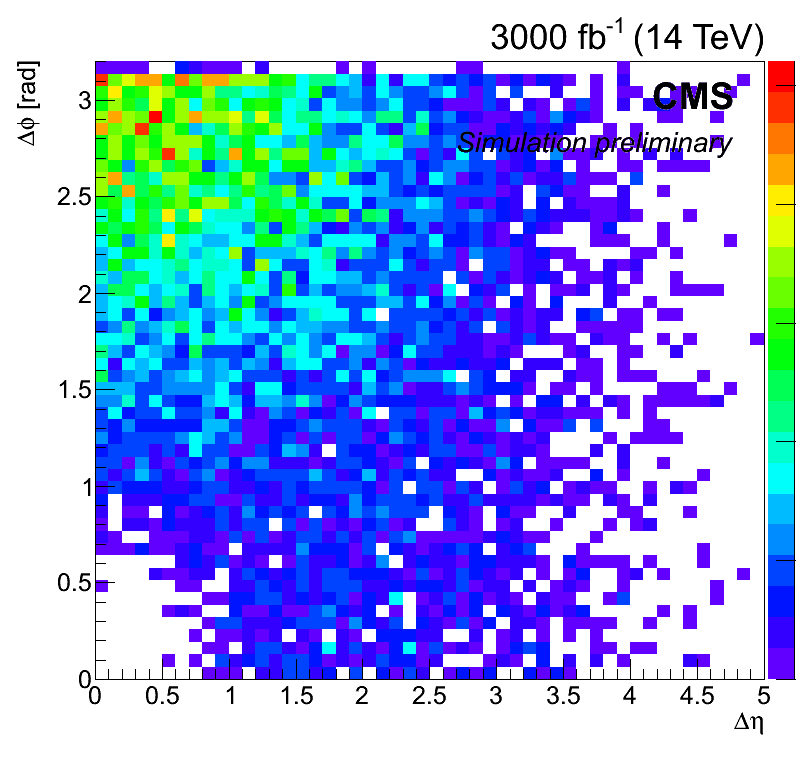 3000 fb⁻¹ (14 TeV)
CMS
Simulation preliminary
Δϕ [rad]
3
2.5
2
1.5
1
0.5
0
0 0.5 1 1.5 2 2.5 3 3.5 4 4.5 5
Δη